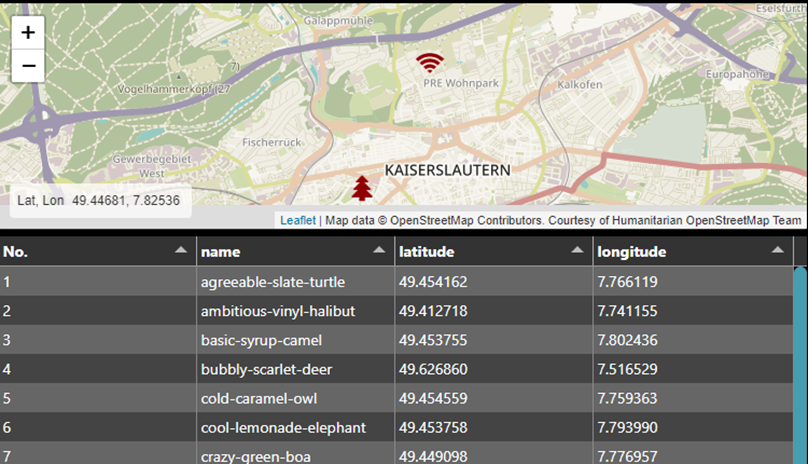 Galappmühle
Eselsfürth
+
−
7)
PRE Wohnpark
Kalkofen
Europahöhe
Vogelhammerkopf (27
Fischerruck
Gewerbegebiet
West
KAISERSLAUTERN
Lat, Lon 49.44681, 7.82536
Leaflet | Map data © OpenStreetMap Contributors. Courtesy of Humanitarian OpenStreetMap Team
No. name latitude longitude
1 agreeable-slate-turtle 49.454162 7.766119
2 ambitious-vinyl-halibut 49.412718 7.741155
3 basic-syrup-camel 49.453755 7.802436
4 bubbly-scarlet-deer 49.626860 7.516529
5 cold-caramel-owl 49.454559 7.759363
6 cool-lemonade-elephant 49.453758 7.793990
7 crazy-green-boa 49.449098 7.776957